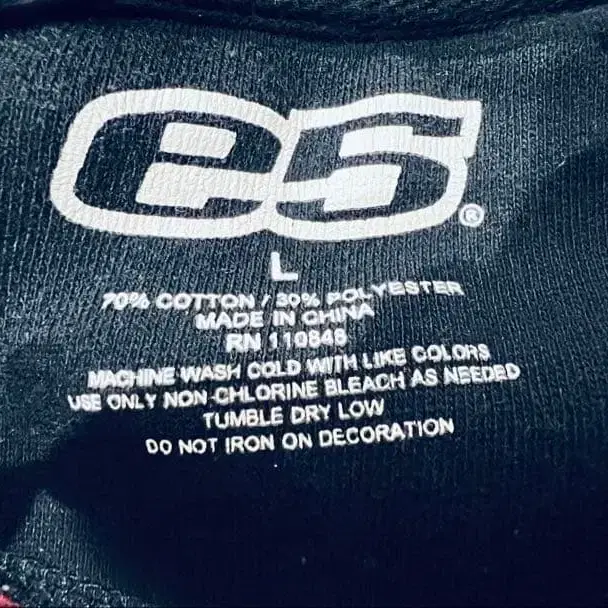 e5
®
L
70% COTTON / 30% POLYESTER
MADE IN CHINA
RN 110848
MACHINE WASH COLD WITH LIKE COLORS
USE ONLY NON-CHLORINE BLEACH AS NEEDED
TUMBLE DRY LOW
DO NOT IRON ON DECORATION